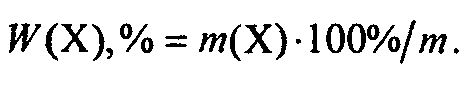 W(X),% = m(X)·100%/m.